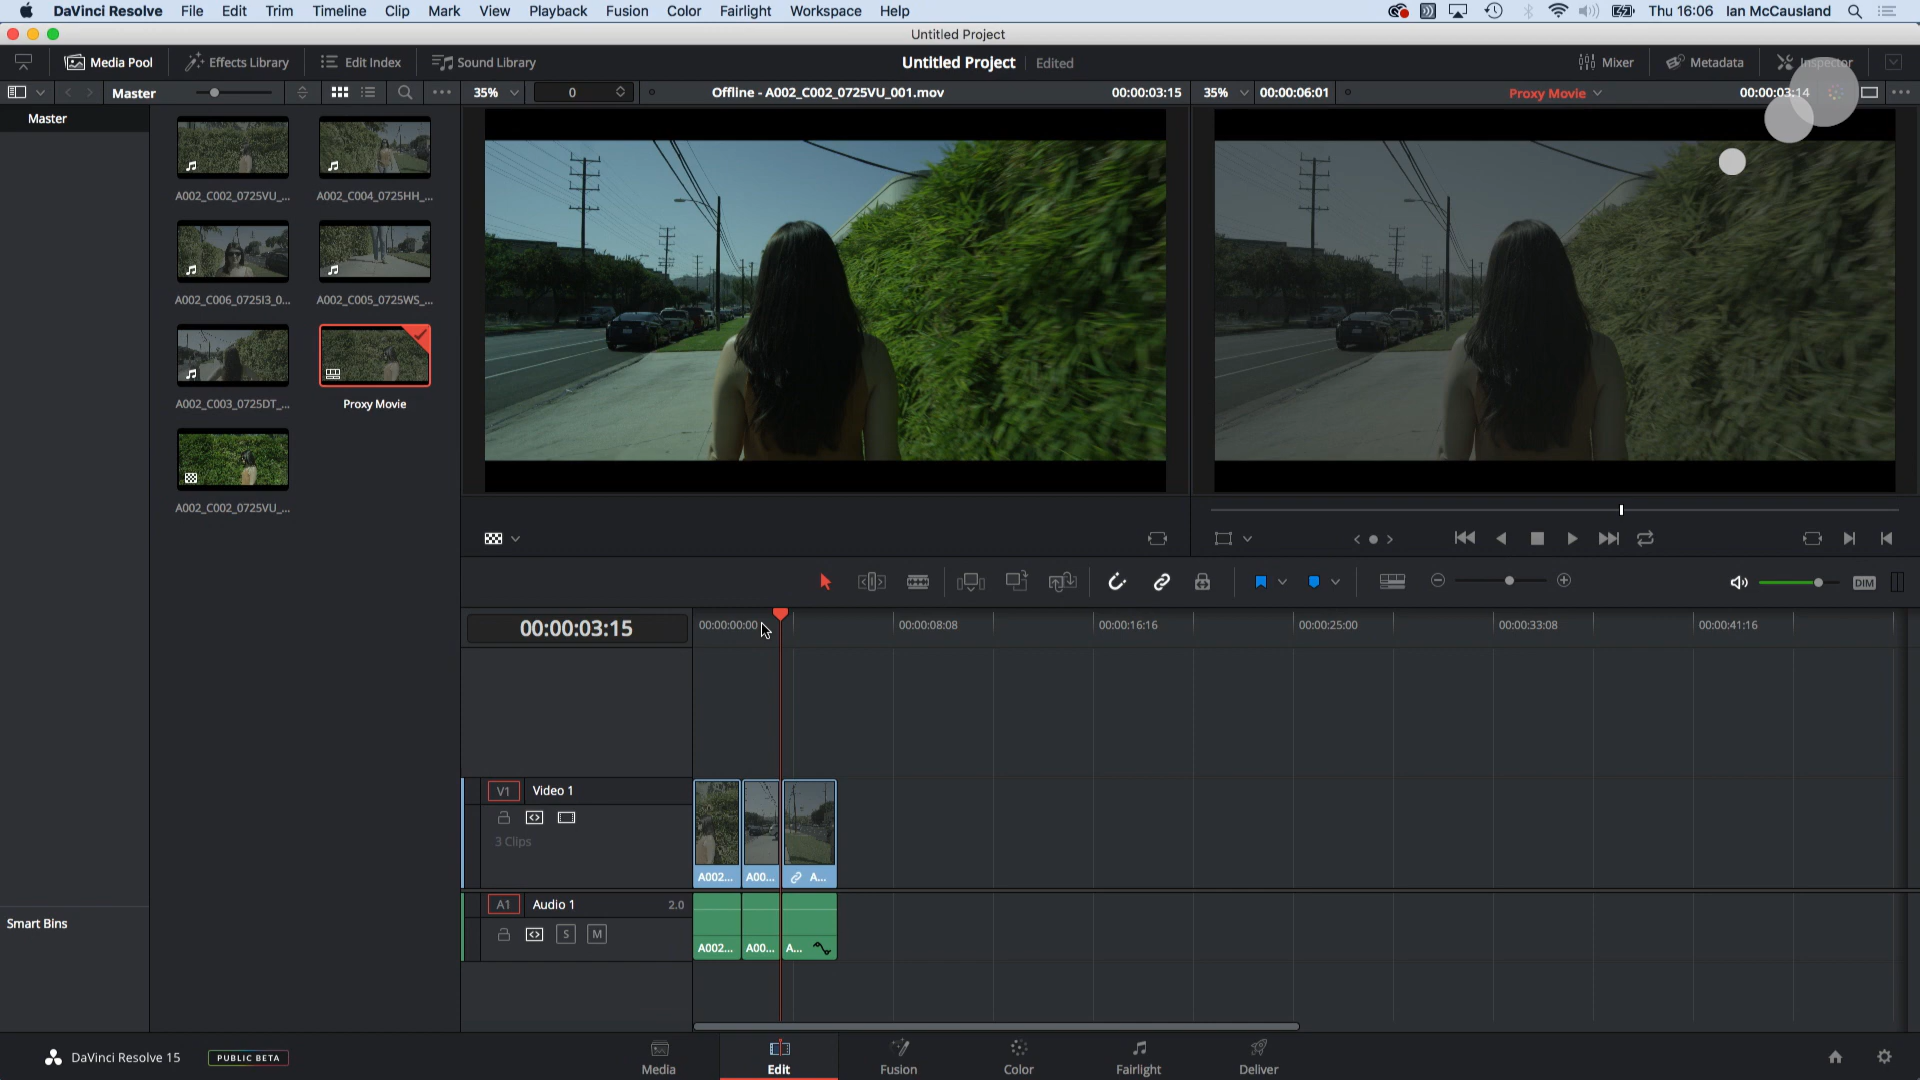 DaVinci Resolve File Edit Trim Timeline Clip Mark View Playback Fusion Color Fairlight Workspace Help Thu 16:06 Ian McCausland
Untitled Project
Media Pool Effects Library Edit Index Sound Library Untitled Project Edited Mixer Metadata Inspector
Master 35% 0 Offline - A002_C002_0725VU_001.mov 00:00:03:15 35% 00:00:06:01 Proxy Movie 00:00:03:14
Master
A002_C002_0725VU_... A002_C004_0725HH_...
A002_C006_0725I3_0... A002_C005_0725WS_...
A002_C003_0725DT_... Proxy Movie
A002_C002_0725VU_...
DIM
00:00:03:15 00:00:00:00 00:00:08:08 00:00:16:16 00:00:25:00 00:00:33:08 00:00:41:16
V1 Video 1
3 Clips
A002... A00... A...
A1 Audio 1 2.0
S M
A002... A00... A...
Smart Bins
DaVinci Resolve 15 PUBLIC BETA
Media Edit Fusion Color Fairlight Deliver